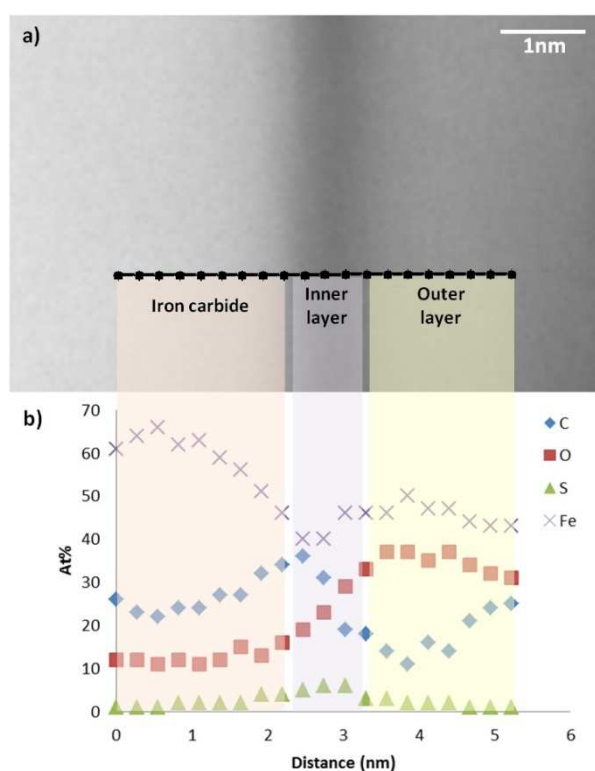 a)
1nm
Iron carbide
Inner
layer
Outer
layer
b)
70
60
50
40
30
20
10
0
At%
C
O
S
Fe
0
1
2
3
4
5
6
Distance (nm)